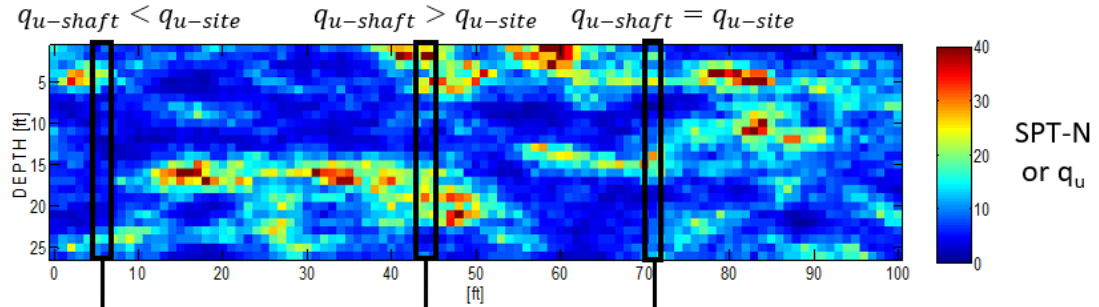 q_{u-shaft} < q_{u-site} q_{u-shaft} > q_{u-site} q_{u-shaft} = q_{u-site}
DEPTH [ft]
5
10
15
20
25
0 10 20 30 40 50 60 70 80 90 100
[ft]
40
30
20
10
0
SPT-N
or q_u